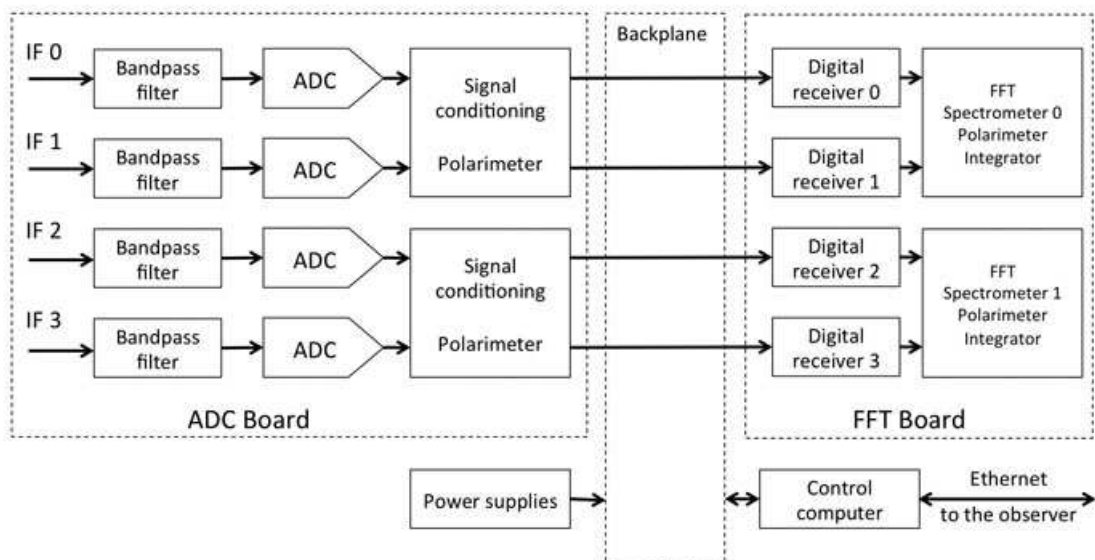 IF 0
Bandpass
filter
ADC
IF 1
Bandpass
filter
ADC
Signal
conditioning
Polarimeter
IF 2
Bandpass
filter
ADC
IF 3
Bandpass
filter
ADC
Signal
conditioning
Polarimeter
ADC Board
Backplane
Digital
receiver 0
Digital
receiver 1
FFT
Spectrometer 0
Polarimeter
Integrator
Digital
receiver 2
Digital
receiver 3
FFT
Spectrometer 1
Polarimeter
Integrator
FFT Board
Power supplies
Control
computer
Ethernet
to the observer